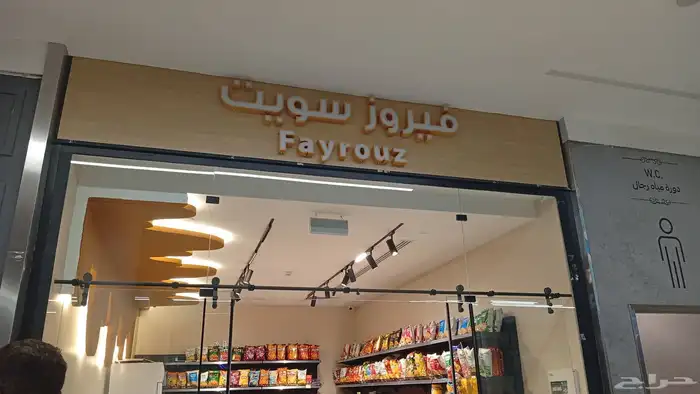 فيروز سويت
Fayrouz
W.C.
دورة مياه رجال
حراج